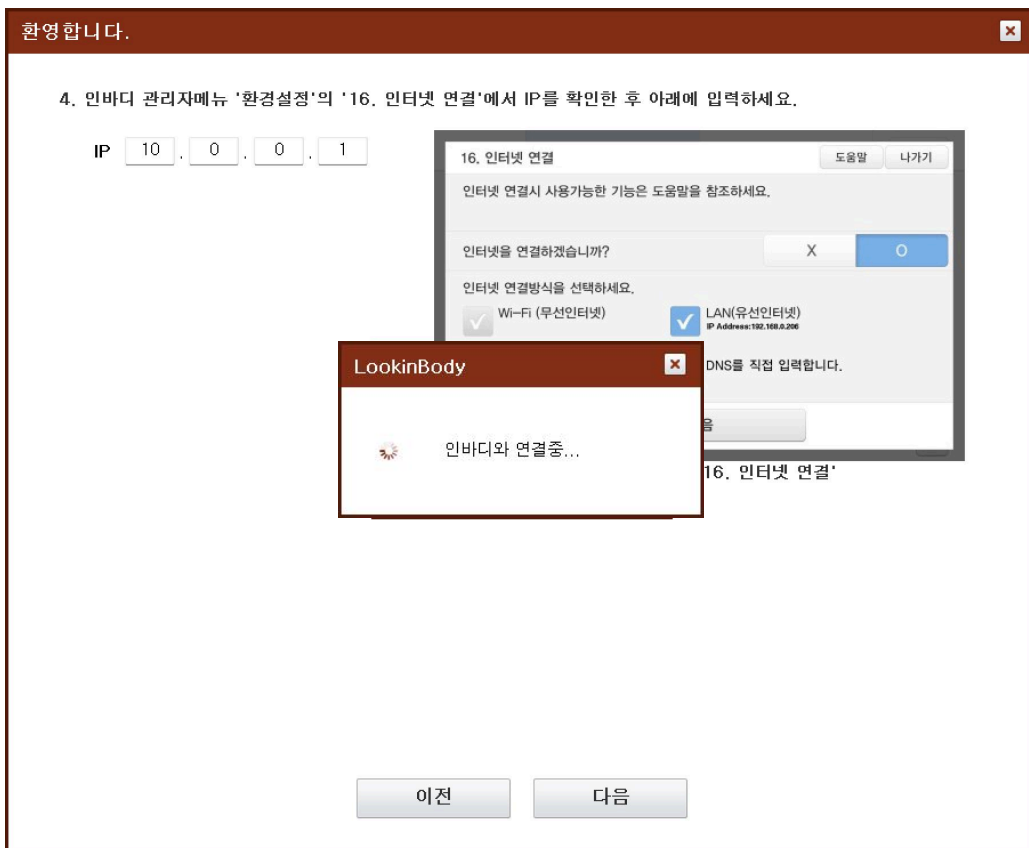 환영합니다.
4. 인바디 관리자메뉴 '환경설정'의 '16. 인터넷 연결'에서 IP를 확인한 후 아래에 입력하세요.
IP 10 . 0 . 0 . 1
16. 인터넷 연결 도움말 나가기
인터넷 연결시 사용가능한 기능은 도움말을 참조하세요.
인터넷을 연결하겠습니까? X O
인터넷 연결방식을 선택하세요.
Wi-Fi (무선인터넷) LAN(유선인터넷)
IP Address:192.168.0.206
DNS를 직접 입력합니다.
LookinBody
인바디와 연결중...
16. 인터넷 연결'
이전 다음